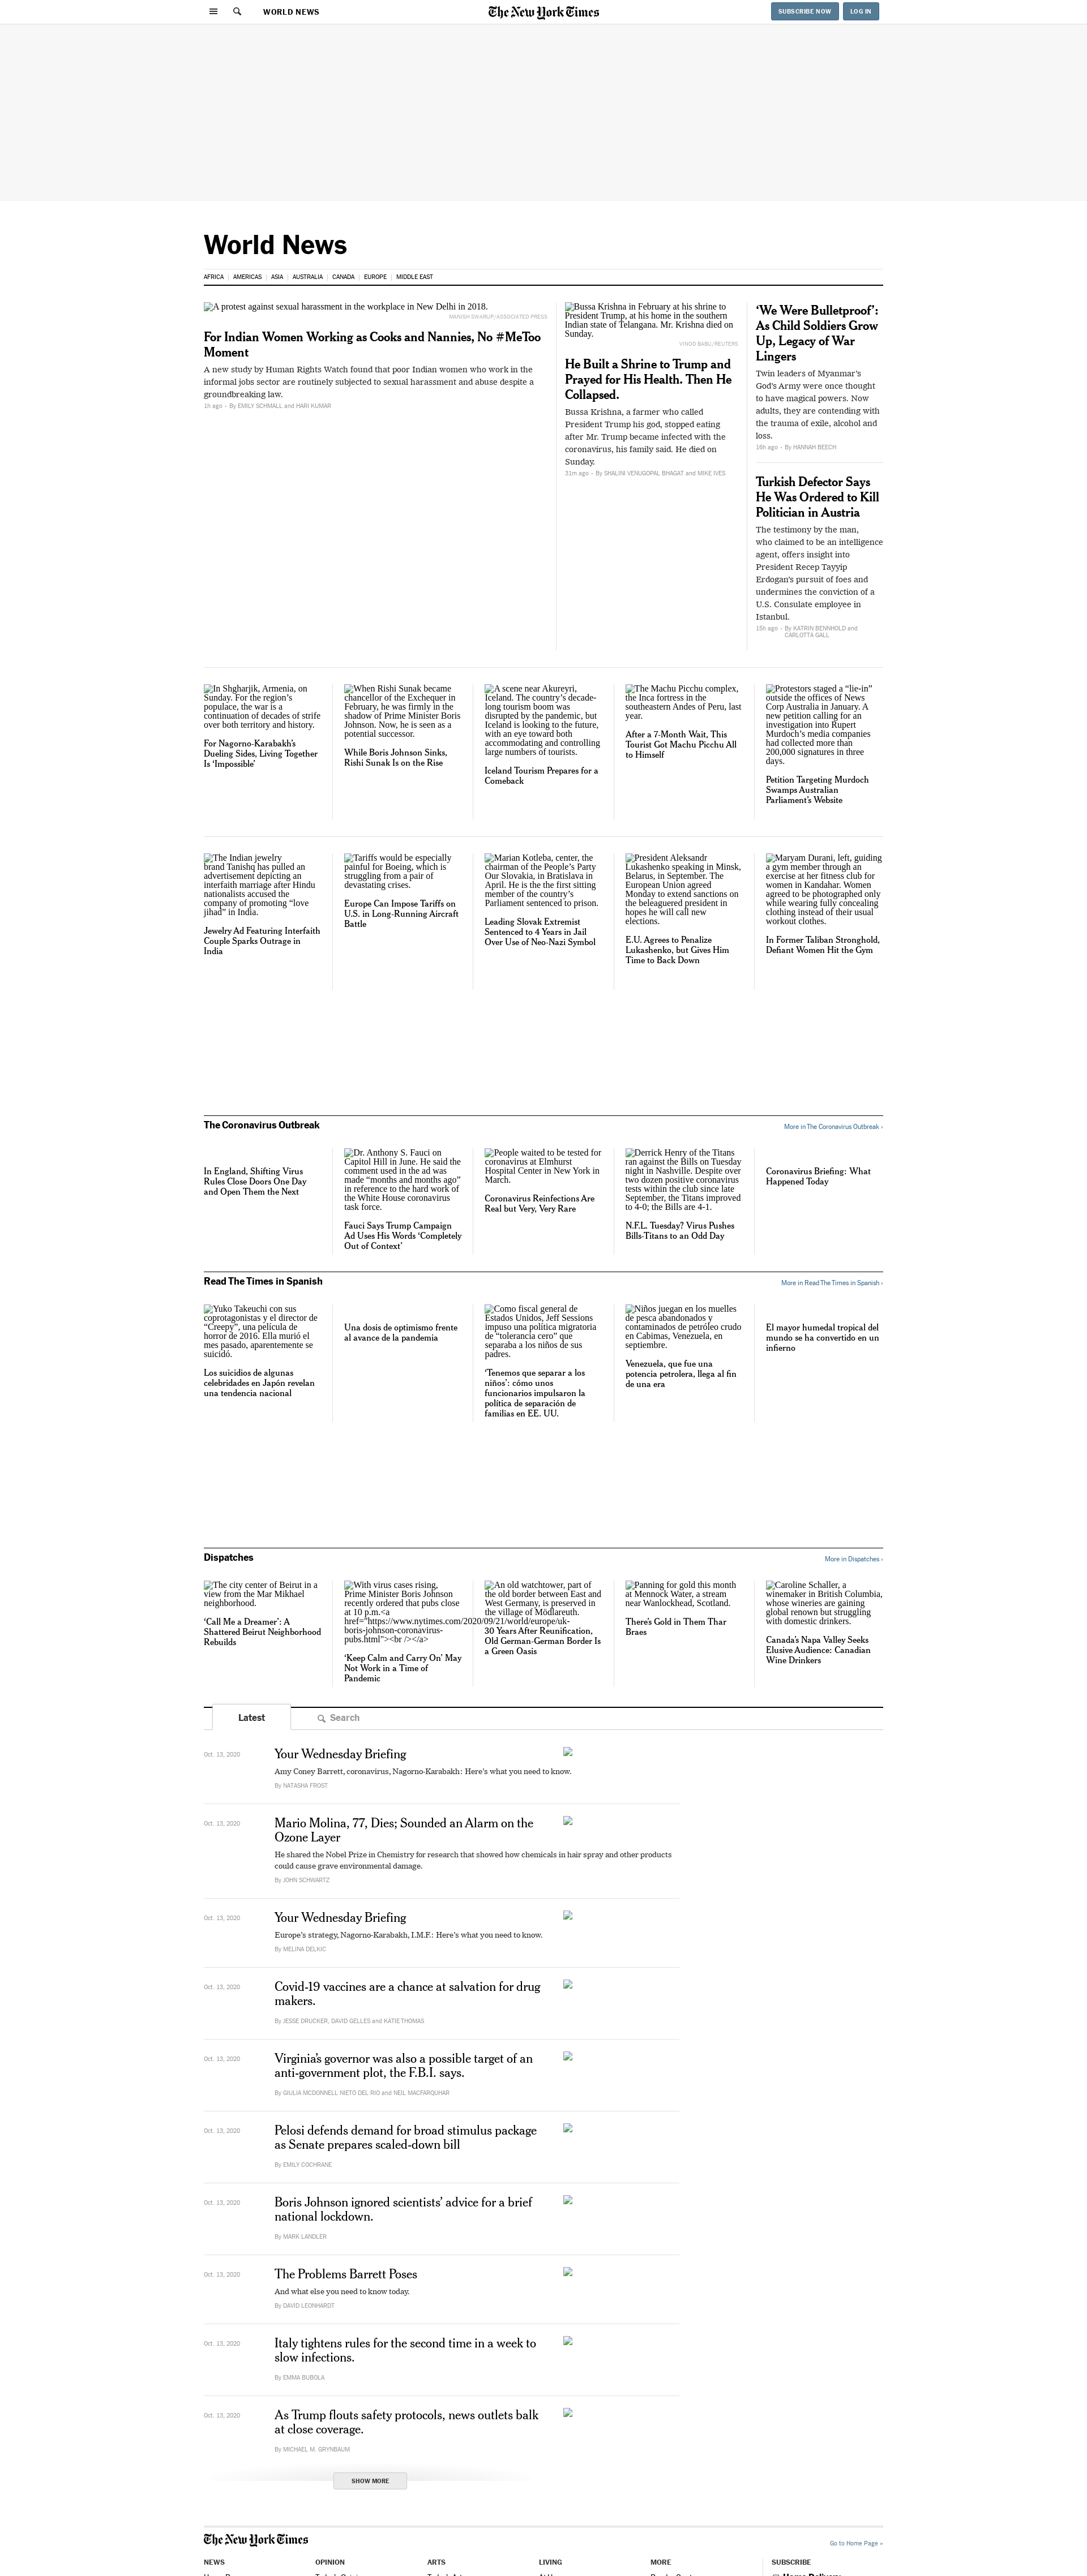 WORLD NEWS
The New York Times
SUBSCRIBE NOW
LOG IN
World News
AFRICA
AMERICAS
ASIA
AUSTRALIA
CANADA
EUROPE
MIDDLE EAST
A protest against sexual harassment in the workplace in New Delhi in 2018.
MANISH SWARUP/ASSOCIATED PRESS
For Indian Women Working as Cooks and Nannies, No #MeToo
Moment
A new study by Human Rights Watch found that poor Indian women who work in the
informal jobs sector are routinely subjected to sexual harassment and abuse despite a
groundbreaking law.
1h ago – By EMILY SCHMALL and HARI KUMAR
Bussa Krishna in February at his shrine to
President Trump, at his home in the southern
Indian state of Telangana. Mr. Krishna died on
Sunday.
VINOD BABU/REUTERS
He Built a Shrine to Trump and
Prayed for His Health. Then He
Collapsed.
Bussa Krishna, a farmer who called
President Trump his god, stopped eating
after Mr. Trump became infected with the
coronavirus, his family said. He died on
Sunday.
31m ago – By SHALINI VENUGOPAL BHAGAT and MIKE IVES
‘We Were Bulletproof’:
As Child Soldiers Grow
Up, Legacy of War
Lingers
Twin leaders of Myanmar’s
God’s Army were once thought
to have magical powers. Now
adults, they are contending with
the trauma of exile, alcohol and
loss.
16h ago – By HANNAH BEECH
Turkish Defector Says
He Was Ordered to Kill
Politician in Austria
The testimony by the man,
who claimed to be an intelligence
agent, offers insight into
President Recep Tayyip
Erdogan’s pursuit of foes and
undermines the conviction of a
U.S. Consulate employee in
Istanbul.
15h ago – By KATRIN BENNHOLD and
CARLOTTA GALL
In Shgharjik, Armenia, on
Sunday. For the region’s
populace, the war is a
continuation of decades of strife
over both territory and history.
For Nagorno-Karabakh’s
Dueling Sides, Living Together
Is ‘Impossible’
When Rishi Sunak became
chancellor of the Exchequer in
February, he was firmly in the
shadow of Prime Minister Boris
Johnson. Now, he is seen as a
potential successor.
While Boris Johnson Sinks,
Rishi Sunak Is on the Rise
A scene near Akureyri,
Iceland. The country’s decade-
long tourism boom was
disrupted by the pandemic, but
Iceland is looking to the future,
with an eye toward both
accommodating and controlling
large numbers of tourists.
Iceland Tourism Prepares for a
Comeback
The Machu Picchu complex,
the Inca fortress in the
southeastern Andes of Peru, last
year.
After a 7-Month Wait, This
Tourist Got Machu Picchu All
to Himself
Protestors staged a “lie-in”
outside the offices of News
Corp Australia in January. A
new petition calling for an
investigation into Rupert
Murdoch’s media companies
had collected more than
200,000 signatures in three
days.
Petition Targeting Murdoch
Swamps Australian
Parliament’s Website
The Indian jewelry
brand Tanishq has pulled an
advertisement depicting an
interfaith marriage after Hindu
nationalists accused the
company of promoting “love
jihad” in India.
Jewelry Ad Featuring Interfaith
Couple Sparks Outrage in
India
Tariffs would be especially
painful for Boeing, which is
struggling from a pair of
devastating crises.
Europe Can Impose Tariffs on
U.S. in Long-Running Aircraft
Battle
Marian Kotleba, center, the
chairman of the People’s Party
Our Slovakia, in Bratislava in
April. He is the the first sitting
member of the country’s
Parliament sentenced to prison.
Leading Slovak Extremist
Sentenced to 4 Years in Jail
Over Use of Neo-Nazi Symbol
President Aleksandr
Lukashenko speaking in Minsk,
Belarus, in September. The
European Union agreed
Monday to extend sanctions on
the beleaguered president in
hopes he will call new
elections.
E.U. Agrees to Penalize
Lukashenko, but Gives Him
Time to Back Down
Maryam Durani, left, guiding
a gym member through an
exercise at her fitness club for
women in Kandahar. Women
agreed to be photographed only
while wearing fully concealing
clothing instead of their usual
workout clothes.
In Former Taliban Stronghold,
Defiant Women Hit the Gym
The Coronavirus Outbreak
More in The Coronavirus Outbreak ›
In England, Shifting Virus
Rules Close Doors One Day
and Open Them the Next
Dr. Anthony S. Fauci on
Capitol Hill in June. He said the
comment used in the ad was
made “months and months ago”
in reference to the hard work of
the White House coronavirus
task force.
Fauci Says Trump Campaign
Ad Uses His Words ‘Completely
Out of Context’
People waited to be tested for
coronavirus at Elmhurst
Hospital Center in New York in
March.
Coronavirus Reinfections Are
Real but Very, Very Rare
Derrick Henry of the Titans
ran against the Bills on Tuesday
night in Nashville. Despite over
two dozen positive coronavirus
tests within the club since late
September, the Titans improved
to 4-0; the Bills are 4-1.
N.F.L. Tuesday? Virus Pushes
Bills-Titans to an Odd Day
Coronavirus Briefing: What
Happened Today
Read The Times in Spanish
More in Read The Times in Spanish ›
Yuko Takeuchi con sus
coprotagonistas y el director de
“Creepy”, una película de
horror de 2016. Ella murió el
mes pasado, aparentemente se
suicidó.
Los suicidios de algunas
celebridades en Japón revelan
una tendencia nacional
Una dosis de optimismo frente
al avance de la pandemia
Como fiscal general de
Estados Unidos, Jeff Sessions
impuso una política migratoria
de “tolerancia cero” que
separaba a los niños de sus
padres.
‘Tenemos que separar a los
niños’: cómo unos
funcionarios impulsaron la
política de separación de
familias en EE. UU.
Niños juegan en los muelles
de pesca abandonados y
contaminados de petróleo crudo
en Cabimas, Venezuela, en
septiembre.
Venezuela, que fue una
potencia petrolera, llega al fin
de una era
El mayor humedal tropical del
mundo se ha convertido en un
infierno
Dispatches
More in Dispatches ›
The city center of Beirut in a
view from the Mar Mikhael
neighborhood.
‘Call Me a Dreamer’: A
Shattered Beirut Neighborhood
Rebuilds
With virus cases rising,
Prime Minister Boris Johnson
recently ordered that pubs close
at 10 p.m.<a
href="https://www.nytimes.com/2020/09/21/world/europe/uk-
boris-johnson-coronavirus-
pubs.html"><br /></a>
‘Keep Calm and Carry On’ May
Not Work in a Time of
Pandemic
An old watchtower, part of
the old border between East and
West Germany, is preserved in
the village of Mödlareuth.
30 Years After Reunification,
Old German-German Border Is
a Green Oasis
Panning for gold this month
at Mennock Water, a stream
near Wanlockhead, Scotland.
There’s Gold in Them Thar
Braes
Caroline Schaller, a
winemaker in British Columbia,
whose wineries are gaining
global renown but struggling
with domestic drinkers.
Canada’s Napa Valley Seeks
Elusive Audience: Canadian
Wine Drinkers
Latest
Search
Oct. 13, 2020
Your Wednesday Briefing
Amy Coney Barrett, coronavirus, Nagorno-Karabakh: Here’s what you need to know.
By NATASHA FROST
Oct. 13, 2020
Mario Molina, 77, Dies; Sounded an Alarm on the
Ozone Layer
He shared the Nobel Prize in Chemistry for research that showed how chemicals in hair spray and other products
could cause grave environmental damage.
By JOHN SCHWARTZ
Oct. 13, 2020
Your Wednesday Briefing
Europe’s strategy, Nagorno-Karabakh, I.M.F.: Here’s what you need to know.
By MELINA DELKIC
Oct. 13, 2020
Covid-19 vaccines are a chance at salvation for drug
makers.
By JESSE DRUCKER, DAVID GELLES and KATIE THOMAS
Oct. 13, 2020
Virginia’s governor was also a possible target of an
anti-government plot, the F.B.I. says.
By GIULIA MCDONNELL NIETO DEL RIO and NEIL MACFARQUHAR
Oct. 13, 2020
Pelosi defends demand for broad stimulus package
as Senate prepares scaled-down bill
By EMILY COCHRANE
Oct. 13, 2020
Boris Johnson ignored scientists’ advice for a brief
national lockdown.
By MARK LANDLER
Oct. 13, 2020
The Problems Barrett Poses
And what else you need to know today.
By DAVID LEONHARDT
Oct. 13, 2020
Italy tightens rules for the second time in a week to
slow infections.
By EMMA BUBOLA
Oct. 13, 2020
As Trump flouts safety protocols, news outlets balk
at close coverage.
By MICHAEL M. GRYNBAUM
SHOW MORE
The New York Times
Go to Home Page »
NEWS
OPINION
ARTS
LIVING
MORE
SUBSCRIBE